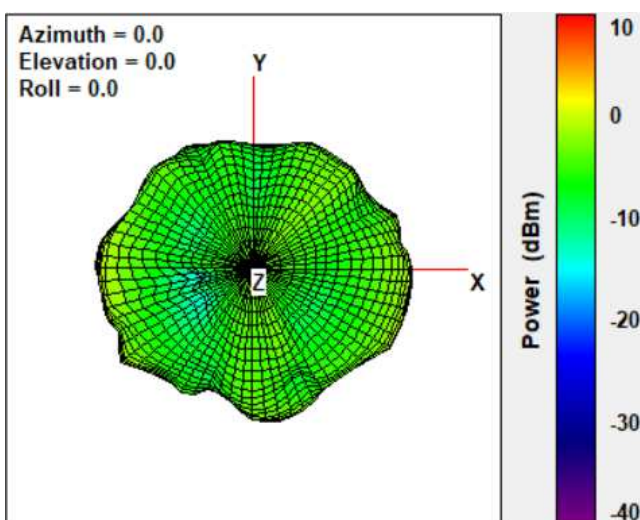 Azimuth = 0.0
Elevation = 0.0
Roll = 0.0
Y
Z
X
Power (dBm)
10
0
-10
-20
-30
-40